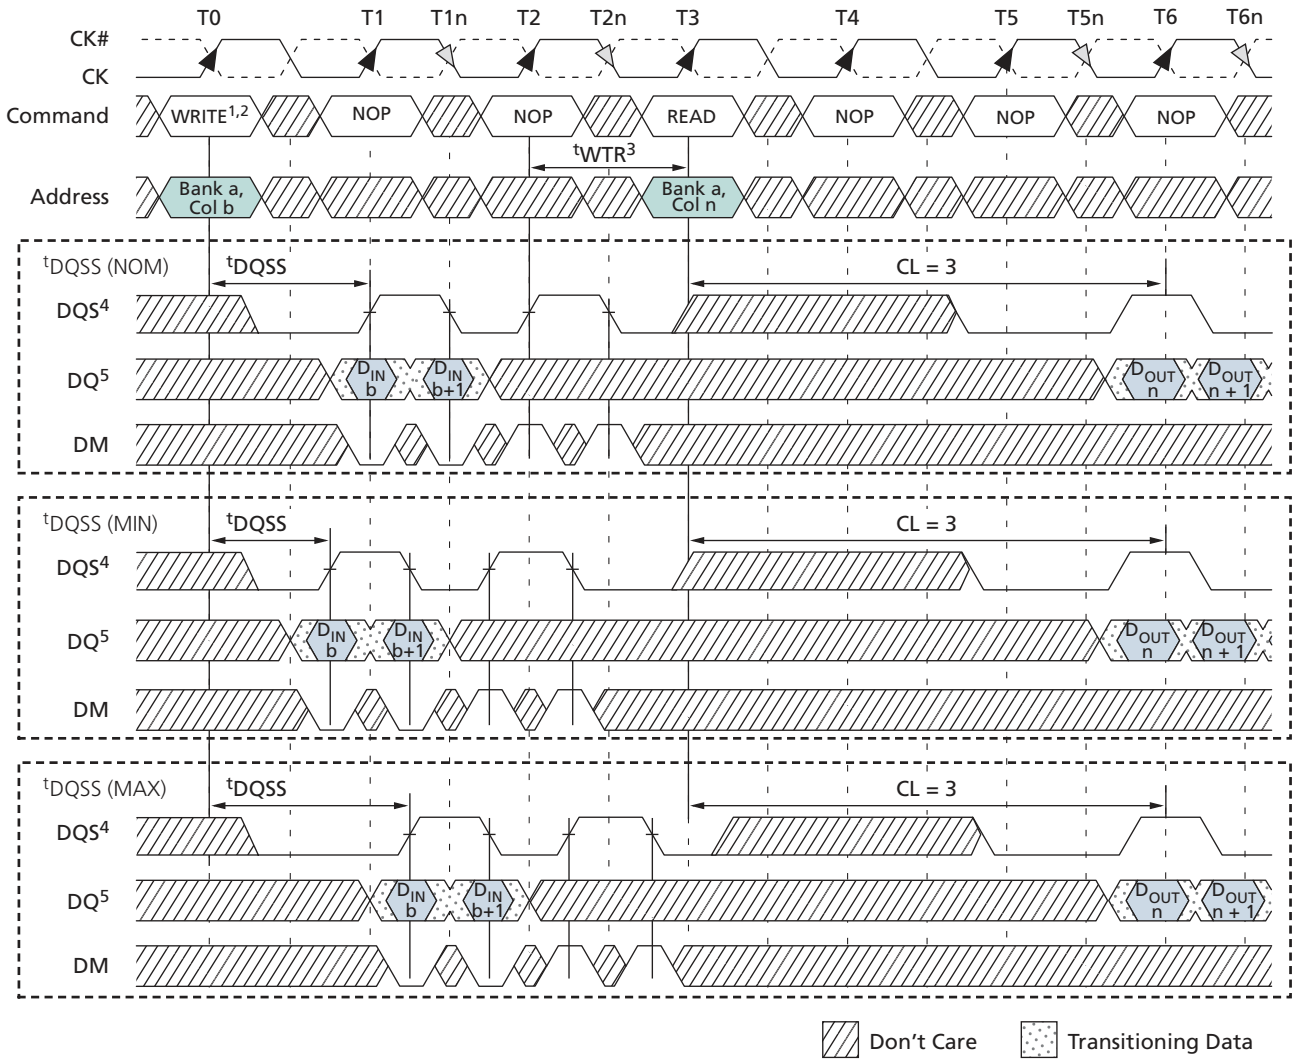 T0 T1 T1n T2 T2n T3 T4 T5 T5n T6 T6n
CK#
CK
Command WRITE1,2 NOP NOP READ NOP NOP NOP
tWTR3
Address Bank a, Col b Bank a, Col n
tDQSS (NOM) tDQSS CL = 3
DQS4
DQ5 DIN b DIN b+1 DOUT n DOUT n + 1
DM
tDQSS (MIN) tDQSS CL = 3
DQS4
DQ5 DIN b DIN b+1 DOUT n DOUT n + 1
DM
tDQSS (MAX) tDQSS CL = 3
DQS4
DQ5 DIN b DIN b+1 DOUT n DOUT n + 1
DM
Don't Care Transitioning Data